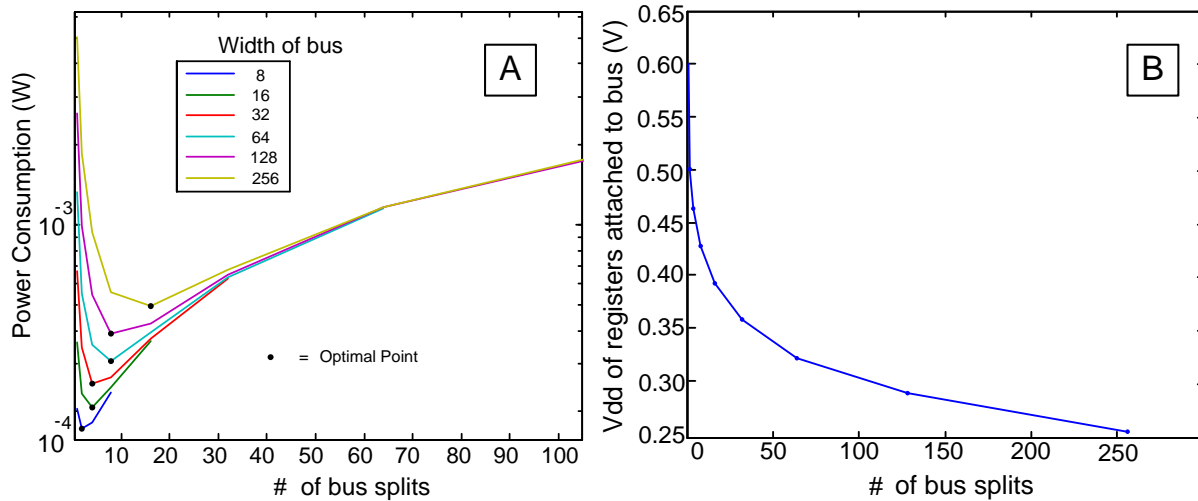 Width of bus
8
16
32
64
128
256
A
Power Consumption (W)
10-3
10-4
= Optimal Point
10 20 30 40 50 60 70 80 90 100
# of bus splits
B
Vdd of registers attached to bus (V)
0.65
0.60
0.55
0.50
0.45
0.40
0.35
0.30
0.25
0 50 100 150 200 250
# of bus splits